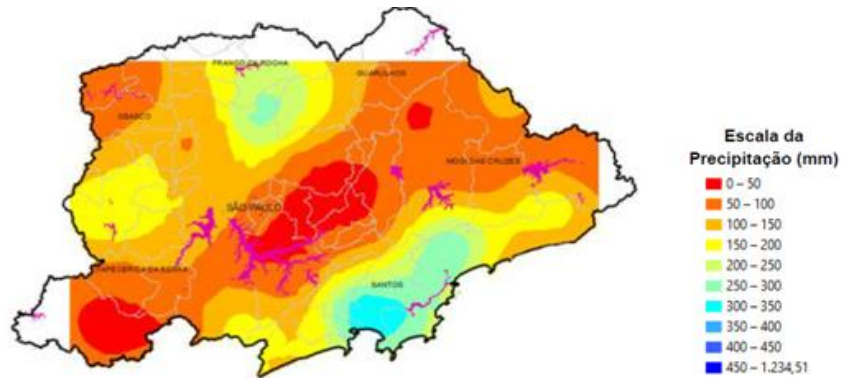 FRANCO DA ROCHA
GUARULHOS
OSASCO
MOGI DAS CRUZES
SÃO PAULO
ITAPECERICA DA SERRA
SANTOS
Escala da
Precipitação (mm)
0 – 50
50 – 100
100 – 150
150 – 200
200 – 250
250 – 300
300 – 350
350 – 400
400 – 450
450 – 1.234,51